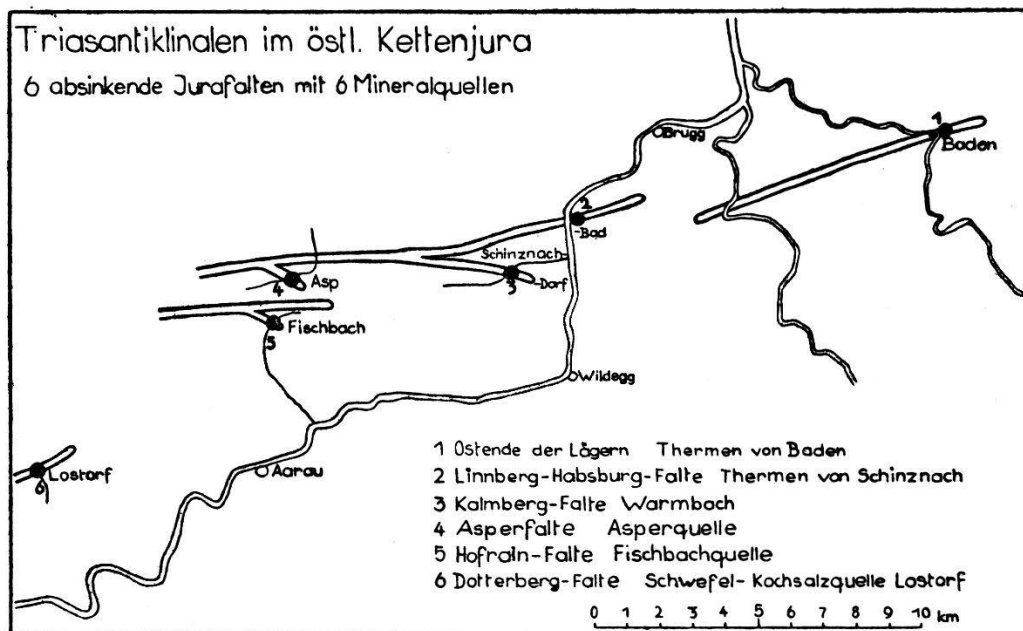 Triasantiklinalen im östl. Kettenjura
6 absinkende Jurafalten mit 6 Mineralquellen
Brugg
1
Baden
2
-Bad
Schinznach
3
-Dorf
4
Asp
5
Fischbach
Wildegg
Lostorf
6
Aarau
1 Ostende der Lägern Thermen von Baden
2 Linnberg-Habsburg-Falte Thermen von Schinznach
3 Kalmberg-Falte Warmbach
4 Asperfalte Asperquelle
5 Hofrain-Falte Fischbachquelle
6 Dotterberg-Falte Schwefel-Kochsalzquelle Lostorf
0 1 2 3 4 5 6 7 8 9 10 km